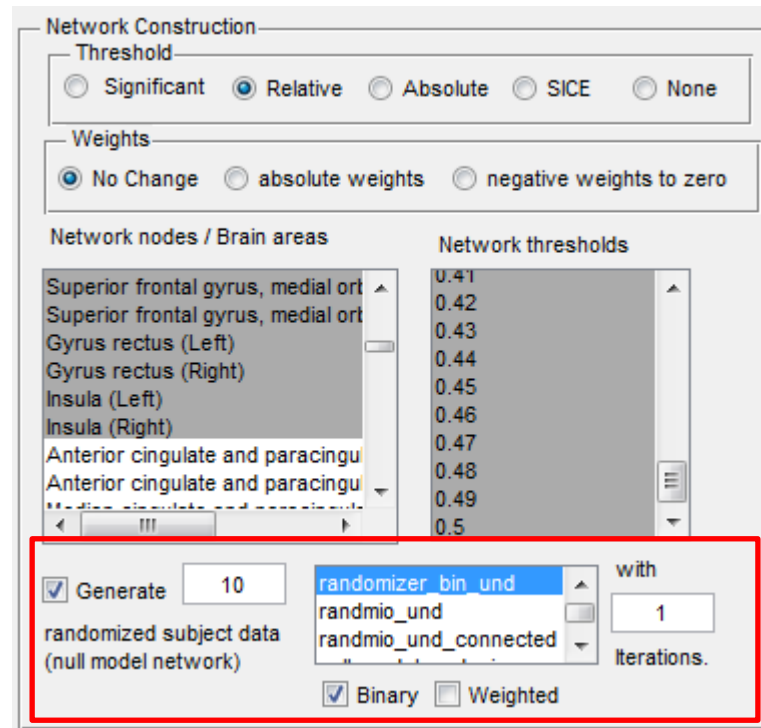 Network Construction
Threshold
Significant Relative Absolute SICE None
Weights
No Change absolute weights negative weights to zero
Network nodes / Brain areas
Superior frontal gyrus, medial orb
Superior frontal gyrus, medial orb
Gyrus rectus (Left)
Gyrus rectus (Right)
Insula (Left)
Insula (Right)
Anterior cingulate and paracingu
Anterior cingulate and paracingu
Network thresholds
0.41
0.42
0.43
0.44
0.45
0.46
0.47
0.48
0.49
0.5
Generate 10
randomized subject data
(null model network)
randomizer_bin_und
randmio_und
randmio_und_connected
Binary Weighted
with
1
Iterations.